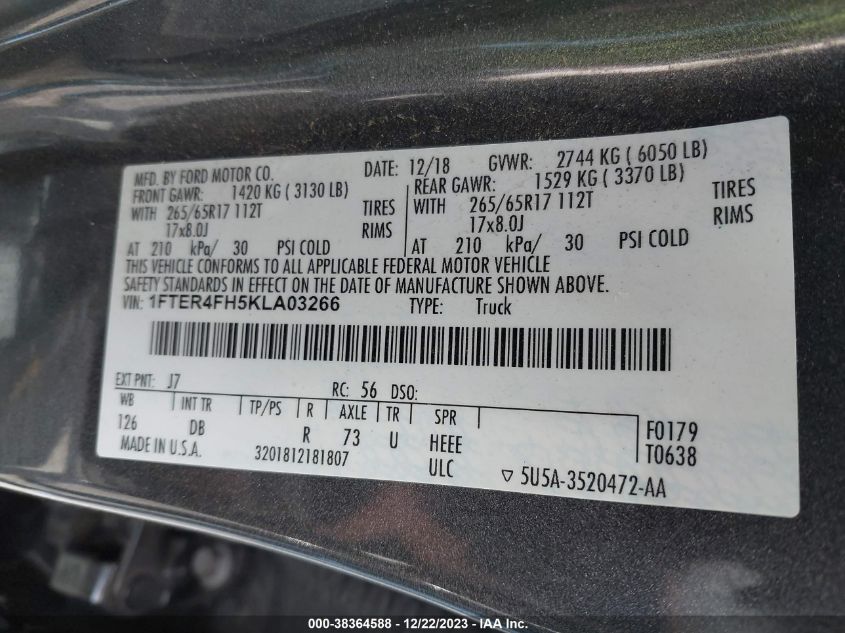 MFD. BY FORD MOTOR CO. DATE: 12/18 GVWR: 2744 KG ( 6050 LB)
FRONT GAWR: 1420 KG ( 3130 LB) REAR GAWR: 1529 KG ( 3370 LB)
WITH 265/65R17 112T TIRES WITH 265/65R17 112T TIRES
17x8.0J RIMS 17x8.0J RIMS
AT 210 kPa/ 30 PSI COLD AT 210 kPa/ 30 PSI COLD
THIS VEHICLE CONFORMS TO ALL APPLICABLE FEDERAL MOTOR VEHICLE
SAFETY STANDARDS IN EFFECT ON THE DATE OF MANUFACTURE SHOWN ABOVE.
VIN: 1FTER4FH5KLA03266 TYPE: Truck
EXT PNT: J7 RC: 56 DSO:
WB INT TR TP/PS R AXLE TR SPR F0179
126 DB R 73 U HEEE T0638
MADE IN U.S.A. 3201812181807 ULC ▽ 5U5A-3520472-AA
000-38364588 - 12/22/2023 - IAA Inc.